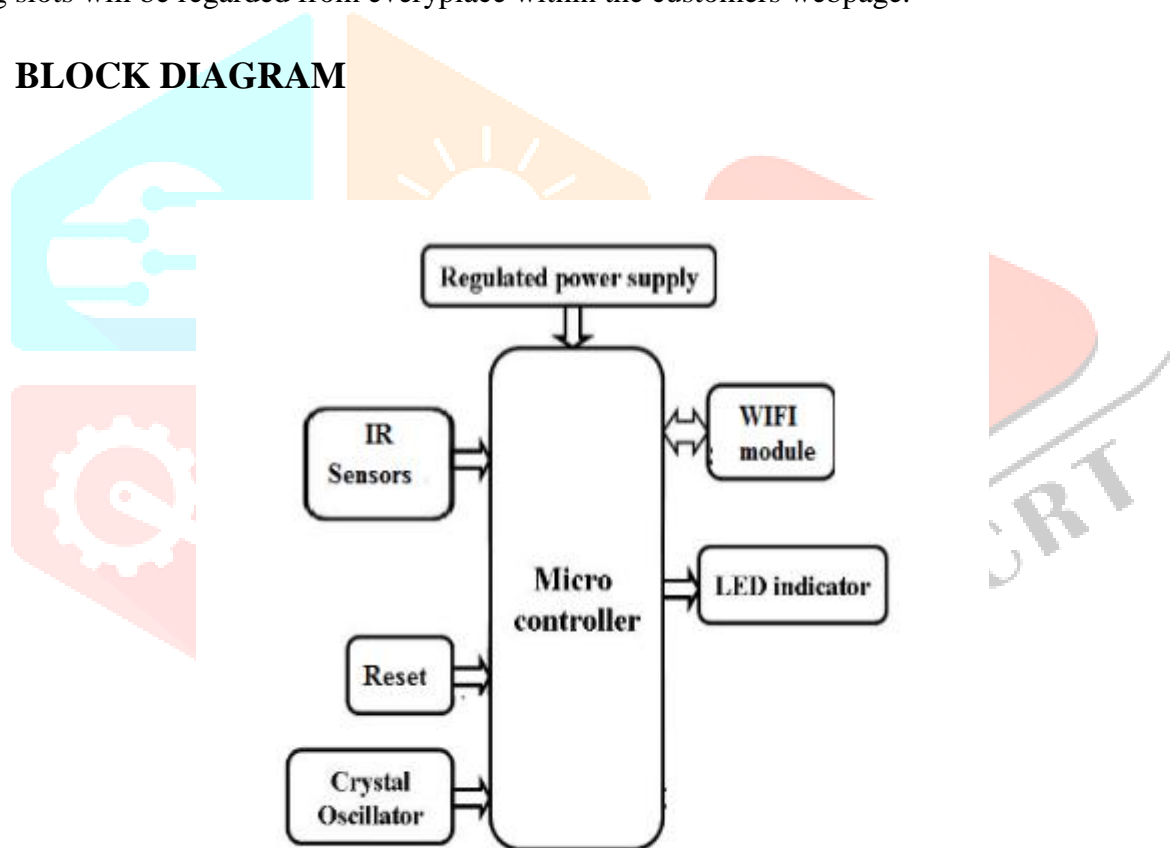 slots will be regarded from everyplace within the customers webpage.
BLOCK DIAGRAM
Regulated power supply
IR
Sensors
WIFI
module
Micro
controller
LED indicator
Reset
Crystal
Oscillator
CRT